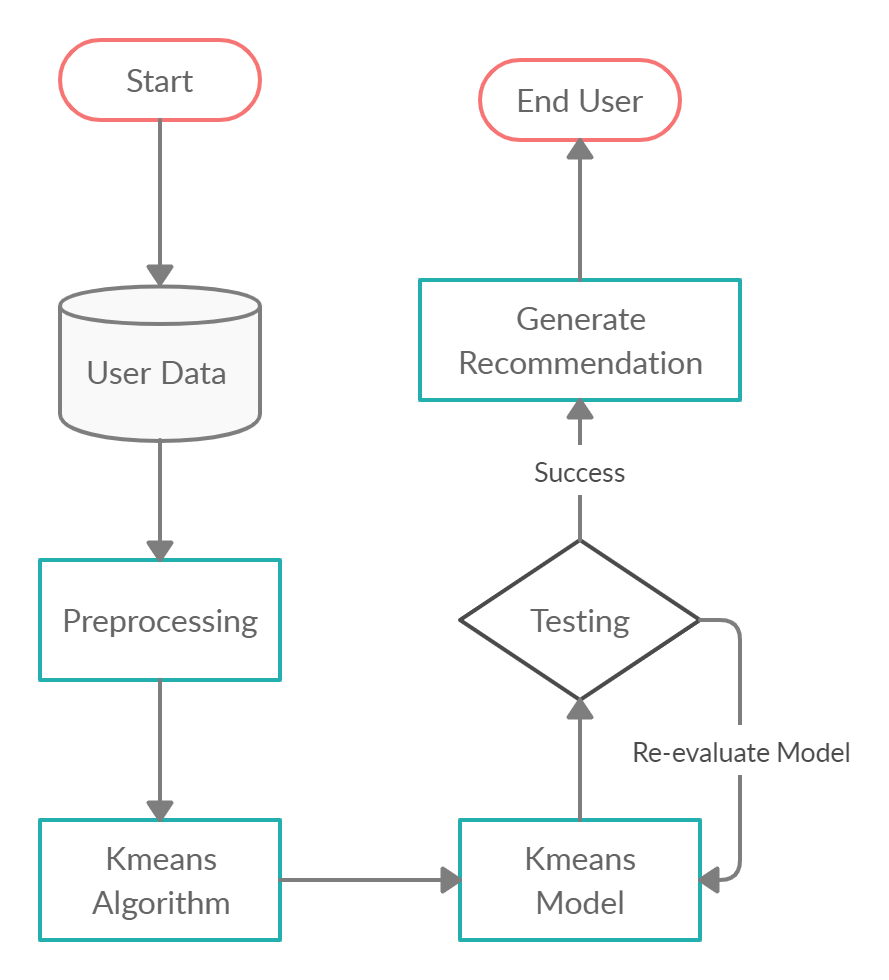 Start
User Data
Preprocessing
Kmeans
Algorithm
Kmeans
Model
Re-evaluate Model
Testing
Success
Generate
Recommendation
End User